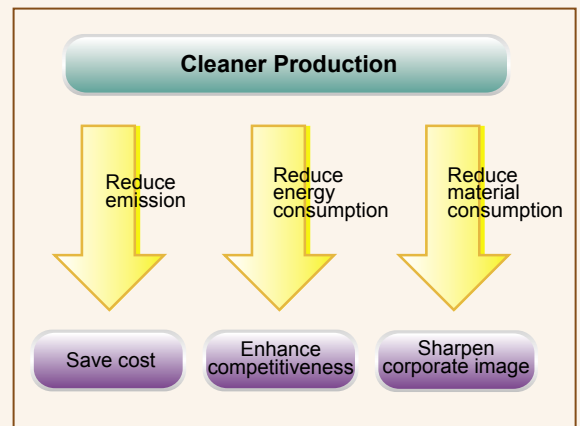 Cleaner Production
Reduce
emission
Reduce
energy
consumption
Reduce
material
consumption
Save cost
Enhance
competitiveness
Sharpen
corporate image